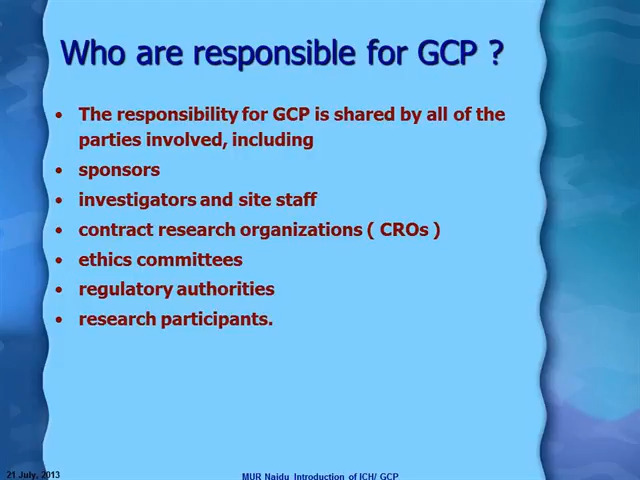 Who are responsible for GCP ?
• The responsibility for GCP is shared by all of the
parties involved, including
• sponsors
• investigators and site staff
• contract research organizations ( CROs )
• ethics committees
• regulatory authorities
• research participants.
21 July, 2013
MUR Naidu Introduction of ICH/ GCP